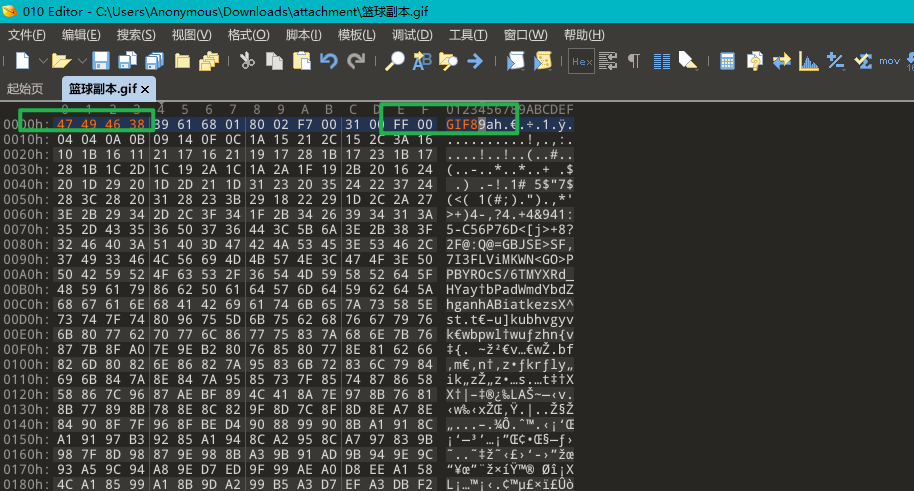 010 Editor - C:\Users\Anonymous\Downloads\attachment\篮球副本.gif
文件(F) 编辑(E) 搜索(S) 视图(V) 格式(O) 脚本(I) 模板(L) 调试(D) 工具(T) 窗口(W) 帮助(H)
Hex mov
起始页 篮球副本.gif ×
0 1 2 3 4 5 6 7 8 9 A B C D E F 0123456789ABCDEF
0000h: 47 49 46 38 39 61 68 01 80 02 F7 00 31 00 FF 00 GIF89ah.€.÷.1.ÿ.
0010h: 04 04 0A 0B 09 14 0F 0C 1A 15 21 2C 15 2C 3A 16 ..........!,.,:.
0020h: 10 1B 16 11 21 17 16 21 19 17 28 1B 17 23 1B 17 ....!..!..(..#..
0030h: 28 1B 1C 2D 1C 19 2A 1C 1A 2A 1F 19 2B 20 16 24 (..-..*..*..+ .$
0040h: 20 1D 29 20 1D 2D 21 1D 31 23 20 35 24 22 37 24 .) .-!.1# 5$"7$
0050h: 28 3C 28 20 31 28 23 3B 29 18 22 29 1D 2C 2A 27 (<( 1(#;).").,*'
0060h: 3E 2B 29 34 2D 2C 3F 34 1F 2B 34 26 39 34 31 3A >+)4-,?4.+4&941:
0070h: 35 2D 43 35 36 50 37 36 44 3C 5B 6A 3E 2B 38 3F 5-C56P76D<[j>+8?
0080h: 32 46 40 3A 51 40 3D 47 42 4A 53 45 3E 53 46 2C 2F@:Q@=GBJSE>SF,
0090h: 37 49 33 46 4C 56 69 4D 4B 57 4E 3C 47 4F 3E 50 7I3FLViMKWN<GO>P
00A0h: 50 42 59 52 4F 63 53 2F 36 54 4D 59 58 52 64 5F PBYROcS/6TMYXRd_
00B0h: 48 59 61 79 86 62 50 61 64 57 6D 64 59 62 64 5A HYay†bPadWmdYbdZ
00C0h: 68 67 61 6E 68 41 42 69 61 74 6B 65 7A 73 58 5E hganhABiatkezsX^
00D0h: 73 74 7F 74 80 96 75 5D 6B 75 62 68 76 67 79 76 st.t€–u]kubhvgyv
00E0h: 6B 80 77 62 70 77 6C 86 77 75 83 7A 68 6E 7B 76 k€wbpwl†wuƒzhn{v
00F0h: 87 7B 8F A0 7E 9E B2 80 76 85 80 77 8E 81 62 66 ‡{. ~ž²€v…€wŽ.bf
0100h: 82 6D 80 82 6E 86 82 7A 95 83 6B 72 83 6C 79 84 ‚m€‚n†‚z•ƒkrƒly„
0110h: 69 6B 84 7A 8E 84 7A 95 85 73 7F 85 74 87 86 58 ik„zŽ„z•…s.…t‡†X
0120h: 58 86 7C 96 87 AE BF 89 4C 41 8A 7E 97 8B 76 81 X†|–‡®¿‰LAŠ~—‹v.
0130h: 8B 77 89 8B 78 8E 8C 82 9F 8D 7C 8F 8D 8E A7 8E ‹w‰‹xŽŒ‚Ÿ.|..Ž§Ž
0140h: 84 90 8F 7F 96 8F BE D4 90 88 99 90 8B A1 91 8C „...–.¾Ô.ˆ™.‹¡‘Œ
0150h: A1 91 97 B3 92 85 A1 94 8C A2 95 8C A7 97 83 9B ¡‘—³’…¡”Œ¢•Œ§—ƒ›
0160h: 98 7F 8D 98 87 9E 98 8B A3 9B 91 AD 9B 94 9E 9C ˜..˜‡ž˜‹£›‘­›”žœ
0170h: 93 A5 9C 94 A8 9E D7 ED 9F 99 AE A0 D8 EE A1 58 “¥œ”¨ž×íŸ™® Øî¡X
0180h: 4C A1 85 99 A1 8B 9D A2 99 B5 A3 D7 EF A3 DB F2 L¡…™¡‹.¢™µ£×ï£Ûò